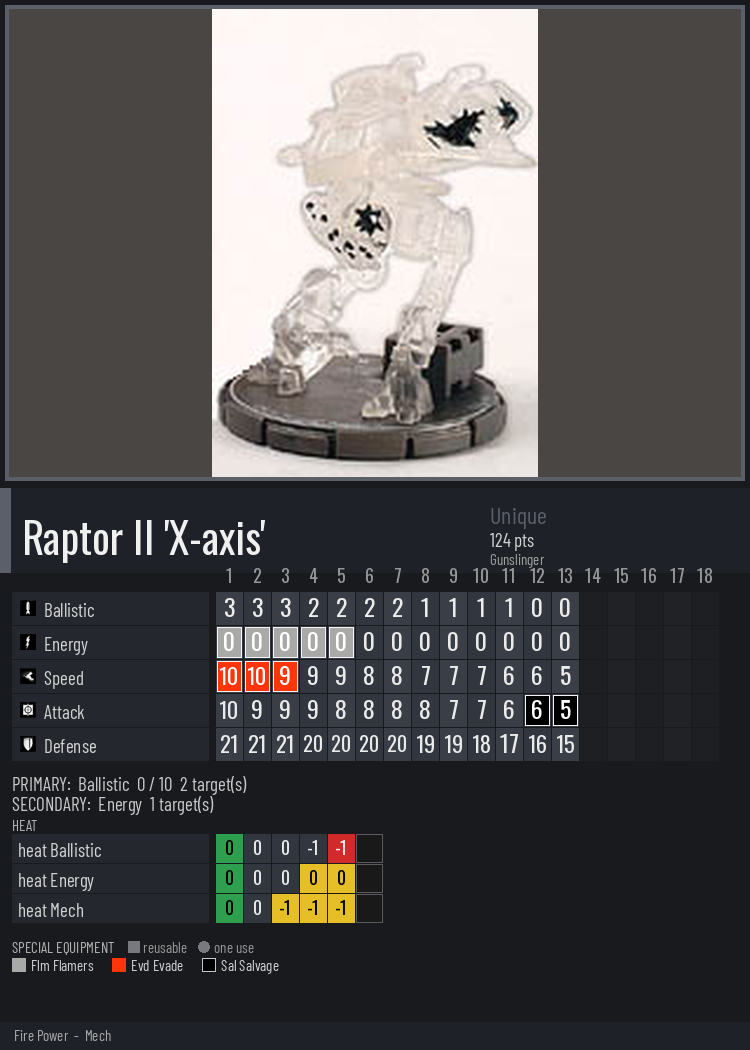 Raptor II 'X-axis'
Unique
124 pts
Gunslinger
1 2 3 4 5 6 7 8 9 10 11 12 13 14 15 16 17 18
Ballistic 3 3 3 2 2 2 2 1 1 1 1 0 0
Energy 0 0 0 0 0 0 0 0 0 0 0 0 0
Speed 10 10 9 9 9 8 8 7 7 7 6 6 5
Attack 10 9 9 9 8 8 8 8 7 7 6 6 5
Defense 21 21 21 20 20 20 20 19 19 18 17 16 15
PRIMARY: Ballistic 0 / 10 2 target(s)
SECONDARY: Energy 1 target(s)
HEAT
heat Ballistic 0 0 0 -1 -1
heat Energy 0 0 0 0 0
heat Mech 0 0 -1 -1 -1
SPECIAL EQUIPMENT reusable one use
Flm Flamers Evd Evade Sal Salvage
Fire Power - Mech